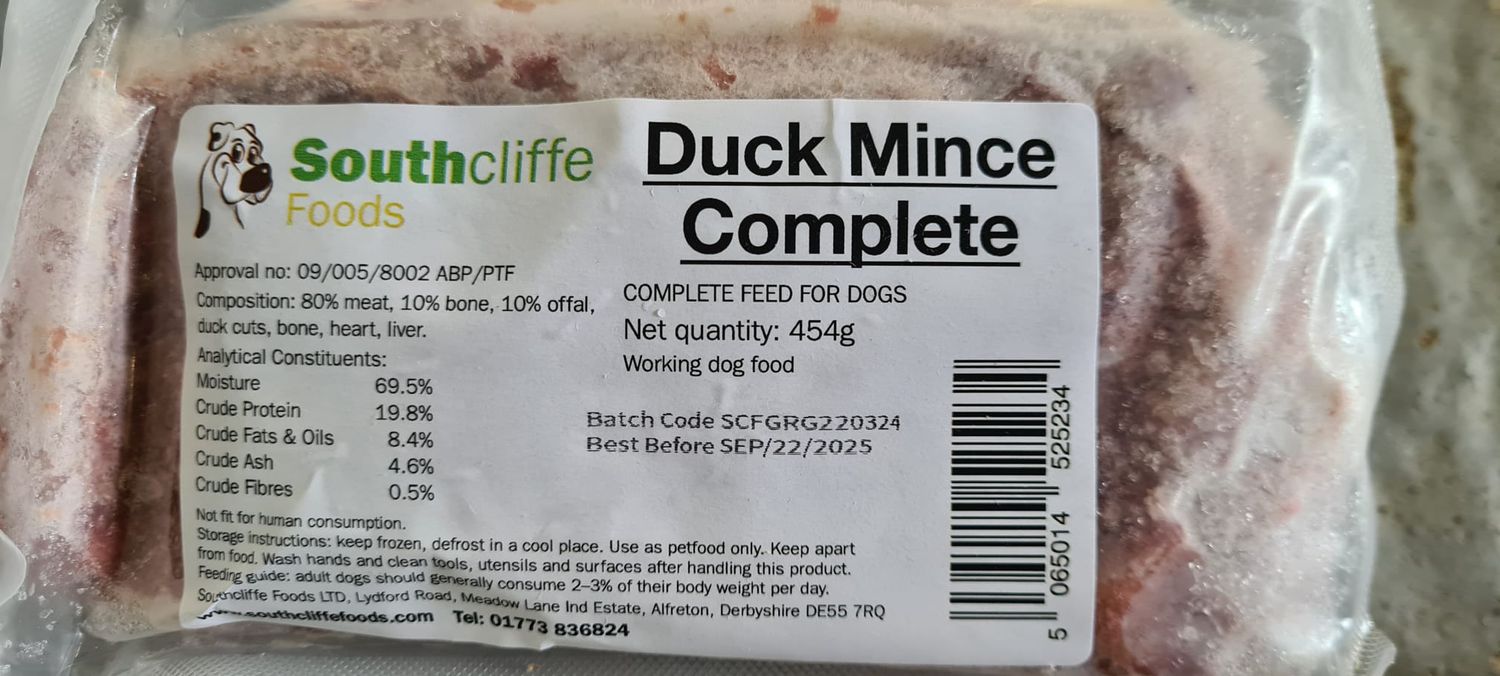 Southcliffe
Foods
Duck Mince
Complete
Approval no: 09/005/8002 ABP/PTF
Composition: 80% meat, 10% bone, 10% offal,
duck cuts, bone, heart, liver.
Analytical Constituents:
Moisture 69.5%
Crude Protein 19.8%
Crude Fats & Oils 8.4%
Crude Ash 4.6%
Crude Fibres 0.5%
COMPLETE FEED FOR DOGS
Net quantity: 454g
Working dog food
Batch Code SCFGRG220324
Best Before SEP/22/2025
5 065014 525234
Not fit for human consumption.
Storage instructions: keep frozen, defrost in a cool place. Use as petfood only. Keep apart
from food. Wash hands and clean tools, utensils and surfaces after handling this product.
Feeding guide: adult dogs should generally consume 2–3% of their body weight per day.
Southcliffe Foods LTD, Lydford Road, Meadow Lane Ind Estate, Alfreton, Derbyshire DE55 7RQ
www.southcliffefoods.com Tel: 01773 836824